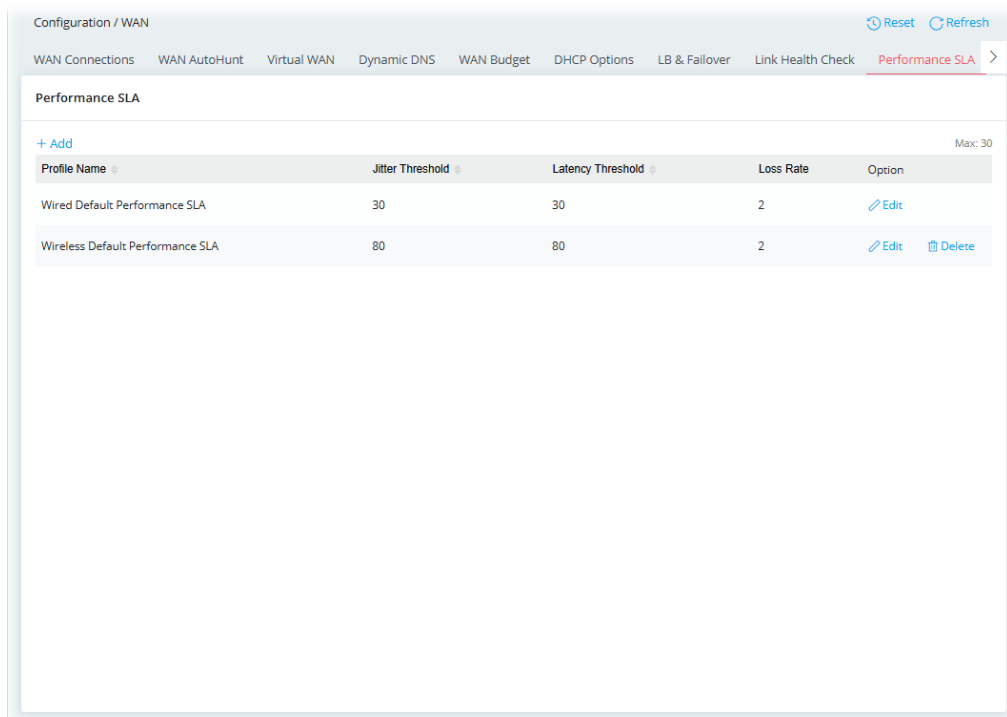 Configuration / WAN Reset Refresh
WAN Connections WAN AutoHunt Virtual WAN Dynamic DNS WAN Budget DHCP Options LB & Failover Link Health Check Performance SLA
Performance SLA
+ Add Max: 30
Profile Name Jitter Threshold Latency Threshold Loss Rate Option
Wired Default Performance SLA 30 30 2 Edit
Wireless Default Performance SLA 80 80 2 Edit Delete